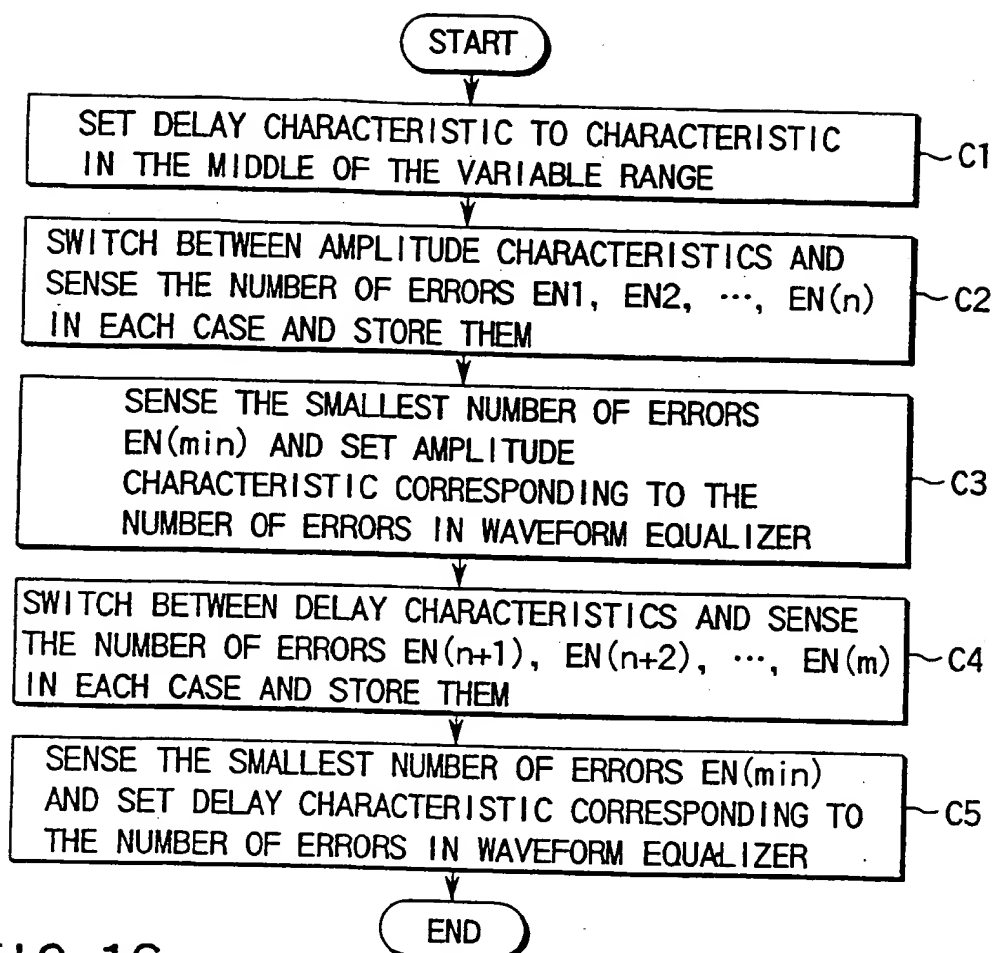 START
SET DELAY CHARACTERISTIC TO CHARACTERISTIC
IN THE MIDDLE OF THE VARIABLE RANGE
C1
SWITCH BETWEEN AMPLITUDE CHARACTERISTICS AND
SENSE THE NUMBER OF ERRORS EN1, EN2, ···, EN(n)
IN EACH CASE AND STORE THEM
C2
SENSE THE SMALLEST NUMBER OF ERRORS
EN(min) AND SET AMPLITUDE
CHARACTERISTIC CORRESPONDING TO THE
NUMBER OF ERRORS IN WAVEFORM EQUALIZER
C3
SWITCH BETWEEN DELAY CHARACTERISTICS AND SENSE
THE NUMBER OF ERRORS EN(n+1), EN(n+2), ···, EN(m)
IN EACH CASE AND STORE THEM
C4
SENSE THE SMALLEST NUMBER OF ERRORS EN(min)
AND SET DELAY CHARACTERISTIC CORRESPONDING TO
THE NUMBER OF ERRORS IN WAVEFORM EQUALIZER
C5
END